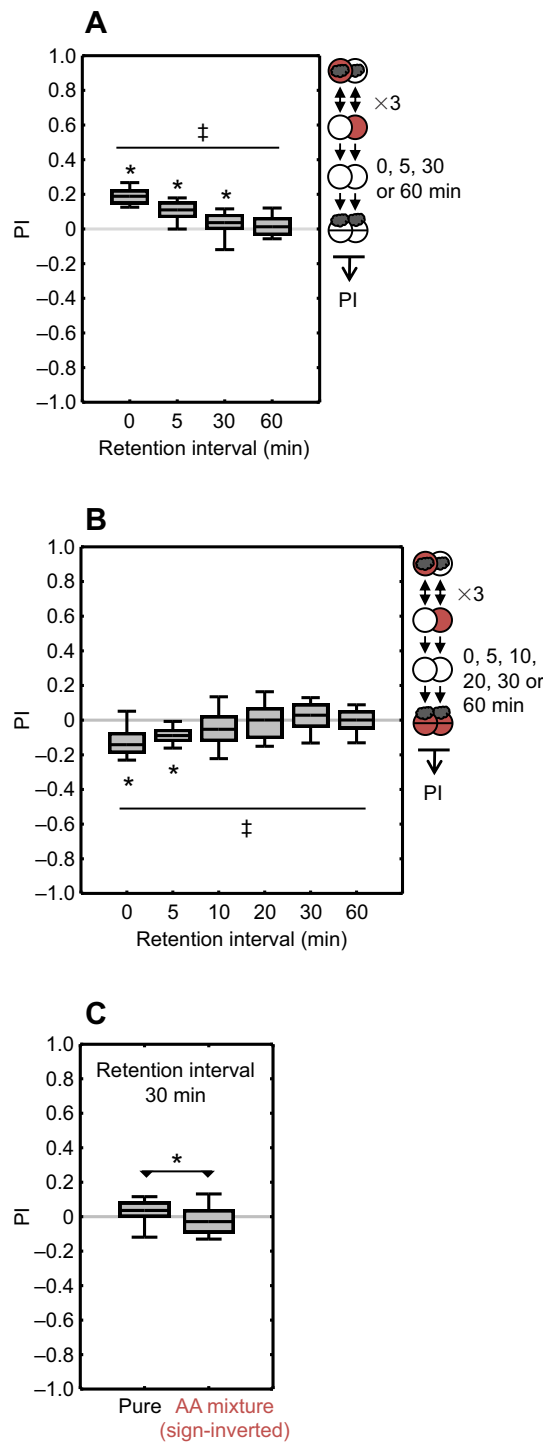 A
1.0
0.8
0.6
0.4
0.2
0
–0.2
–0.4
–0.6
–0.8
–1.0
PI
‡
* * *
0 5 30 60
Retention interval (min)
×3
0, 5, 30
or 60 min
PI
B
1.0
0.8
0.6
0.4
0.2
0
–0.2
–0.4
–0.6
–0.8
–1.0
PI
* *
‡
0 5 10 20 30 60
Retention interval (min)
×3
0, 5, 10,
20, 30 or
60 min
PI
C
1.0
0.8
0.6
0.4
0.2
0
–0.2
–0.4
–0.6
–0.8
–1.0
PI
Retention interval
30 min
*
Pure AA mixture
(sign-inverted)